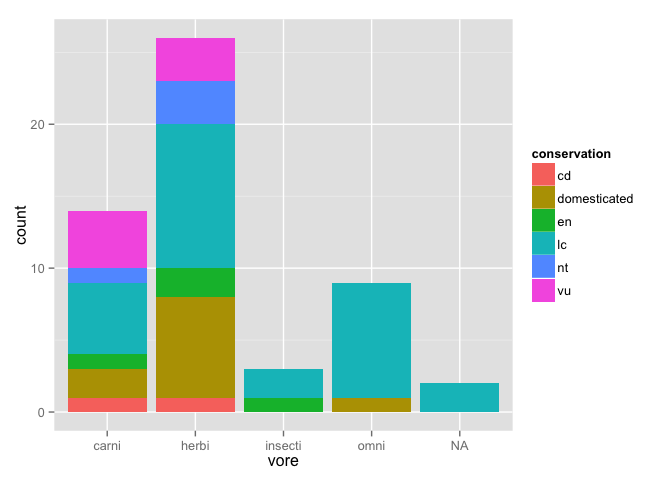 20
10
0
count
carni herbi insecti omni NA
vore
conservation
cd
domesticated
en
lc
nt
vu